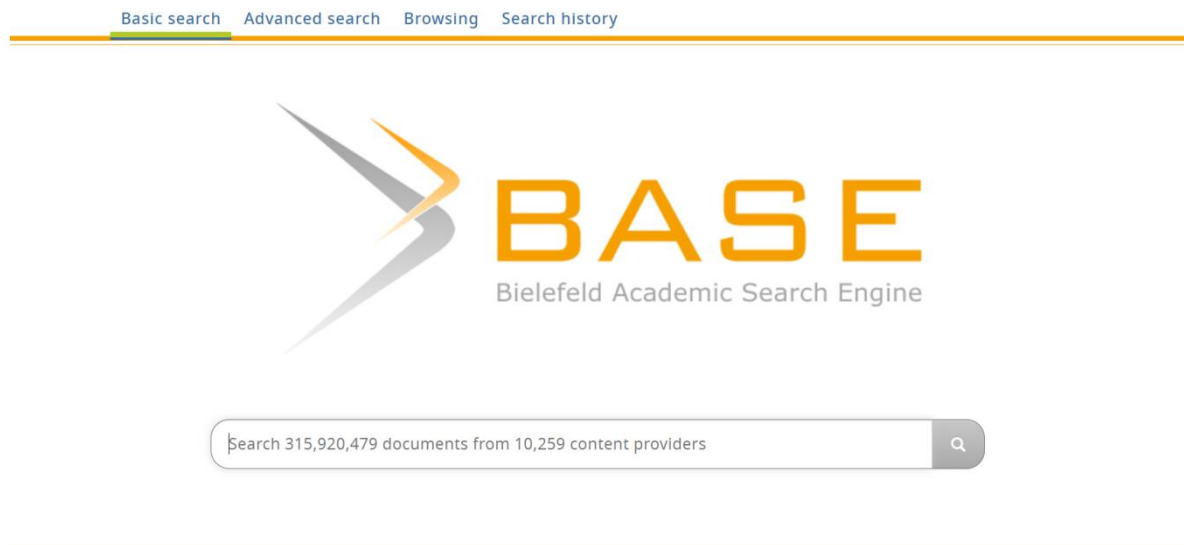 Basic search Advanced search Browsing Search history
BASE
Bielefeld Academic Search Engine
Search 315,920,479 documents from 10,259 content providers